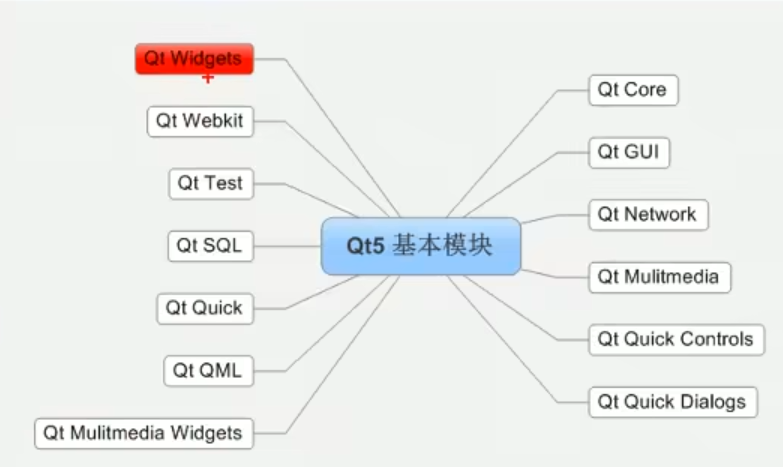 Qt Widgets
Qt Webkit
Qt Test
Qt SQL
Qt Quick
Qt QML
Qt Mulitmedia Widgets
Qt5 基本模块
Qt Core
Qt GUI
Qt Network
Qt Mulitmedia
Qt Quick Controls
Qt Quick Dialogs